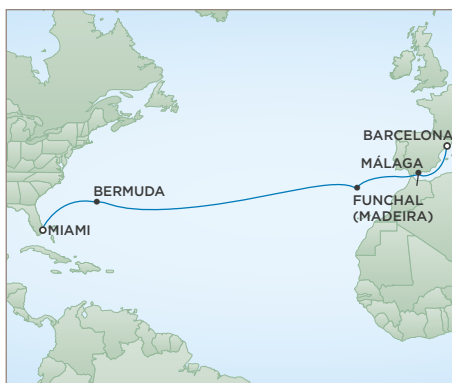 BARCELONA
MÁLAGA
BERMUDA
FUNCHAL
(MADEIRA)
MIAMI